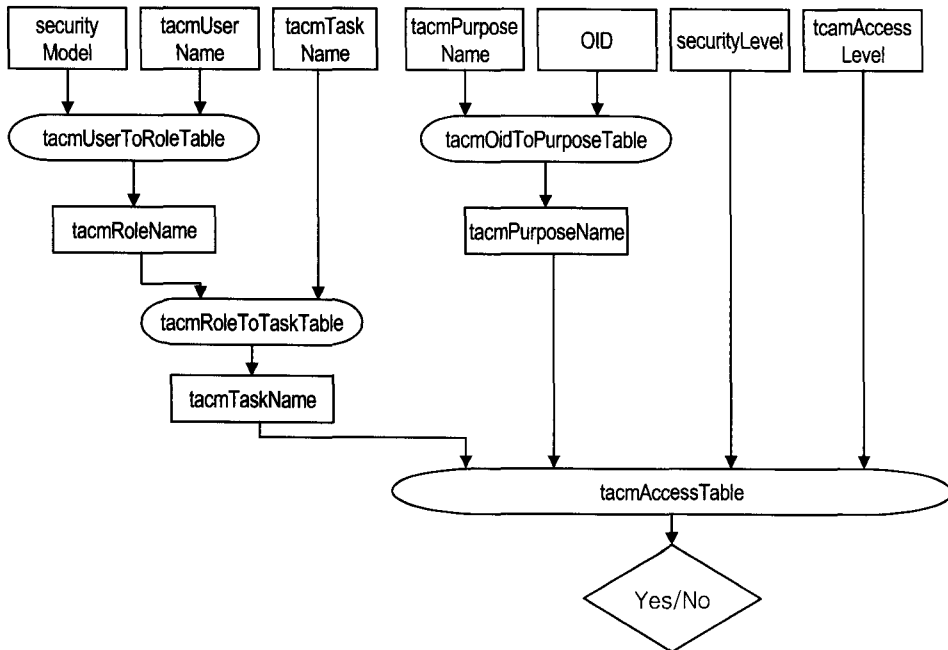 security
Model
tacmUser
Name
tacmTask
Name
tacmPurpose
Name
OID
securityLevel
tcamAccess
Level
tacmUserToRoleTable
tacmOidToPurposeTable
tacmRoleName
tacmPurposeName
tacmRoleToTaskTable
tacmTaskName
tacmAccessTable
Yes/No